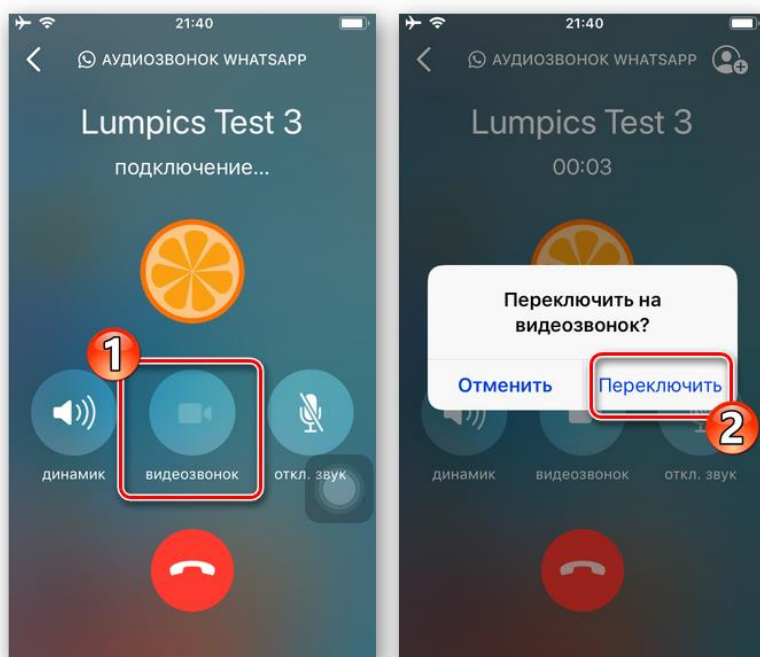 21:40
АУДИОЗВОНОК WHATSAPP
Lumpics Test 3
подключение...
1
динамик
видеозвонок
откл. звук
21:40
АУДИОЗВОНОК WHATSAPP
Lumpics Test 3
00:03
Переключить на
видеозвонок?
Отменить
Переключить
2
динамик
видеозвонок
откл. звук